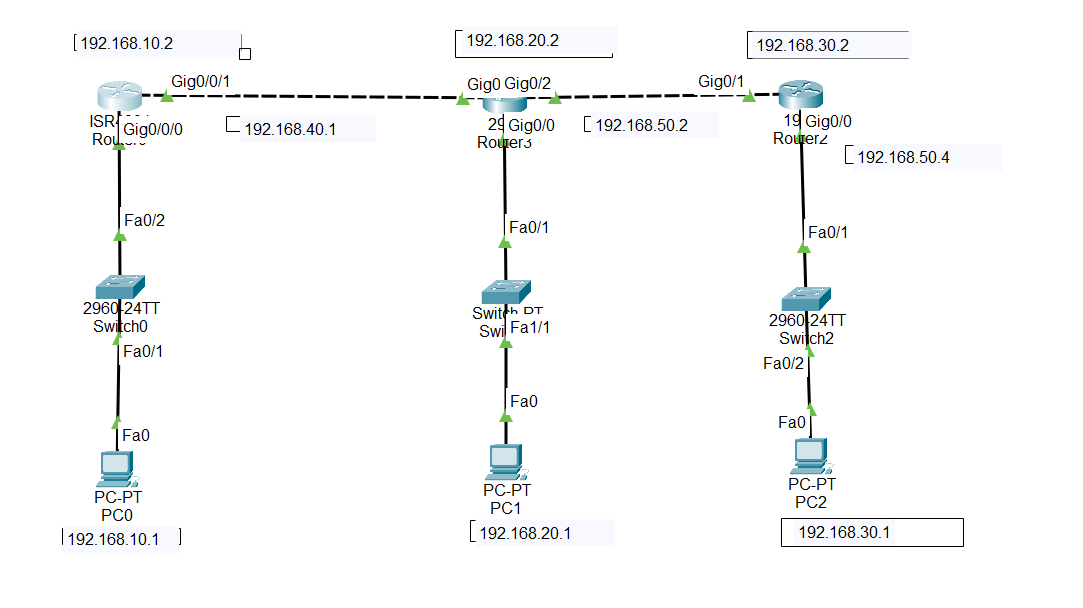 192.168.10.2
192.168.20.2
192.168.30.2
Gig0/0/1
Gig0
Gig0/2
Gig0/1
192.168.40.1
192.168.50.2
Gig0/0/0
29
Gig0/0
Router3
19
Gig0/0
Router2
192.168.50.4
Fa0/2
Fa0/1
Fa0/1
2960-24TT
Switch0
Switch-PT
Fa1/1
2960-24TT
Switch2
Fa0/1
Fa0/2
Fa0
Fa0
Fa0
PC-PT
PC0
PC-PT
PC1
PC-PT
PC2
192.168.10.1
192.168.20.1
192.168.30.1